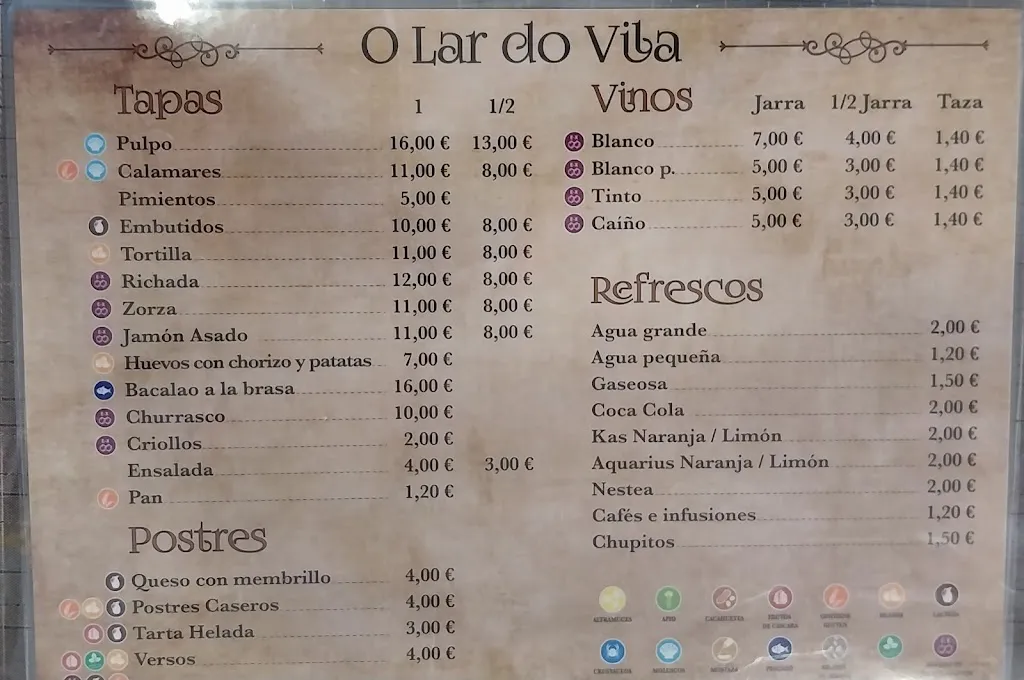 O Lar do Vila
Tapas 1 1/2
Pulpo 16,00 € 13,00 €
Calamares 11,00 € 8,00 €
Pimientos 5,00 €
Embutidos 10,00 € 8,00 €
Tortilla 11,00 € 8,00 €
Richada 12,00 € 8,00 €
Zorza 11,00 € 8,00 €
Jamón Asado 11,00 € 8,00 €
Huevos con chorizo y patatas 7,00 €
Bacalao a la brasa 16,00 €
Churrasco 10,00 €
Criollos 2,00 €
Ensalada 4,00 € 3,00 €
Pan 1,20 €
Postres
Queso con membrillo 4,00 €
Postres Caseros 4,00 €
Tarta Helada 3,00 €
Versos 4,00 €
Vinos Jarra 1/2 Jarra Taza
Blanco 7,00 € 4,00 € 1,40 €
Blanco p. 5,00 € 3,00 € 1,40 €
Tinto 5,00 € 3,00 € 1,40 €
Caíño 5,00 € 3,00 € 1,40 €
Refrescos
Agua grande 2,00 €
Agua pequeña 1,20 €
Gaseosa 1,50 €
Coca Cola 2,00 €
Kas Naranja / Limón 2,00 €
Aquarius Naranja / Limón 2,00 €
Nestea 2,00 €
Cafés e infusiones 1,20 €
Chupitos 1,50 €